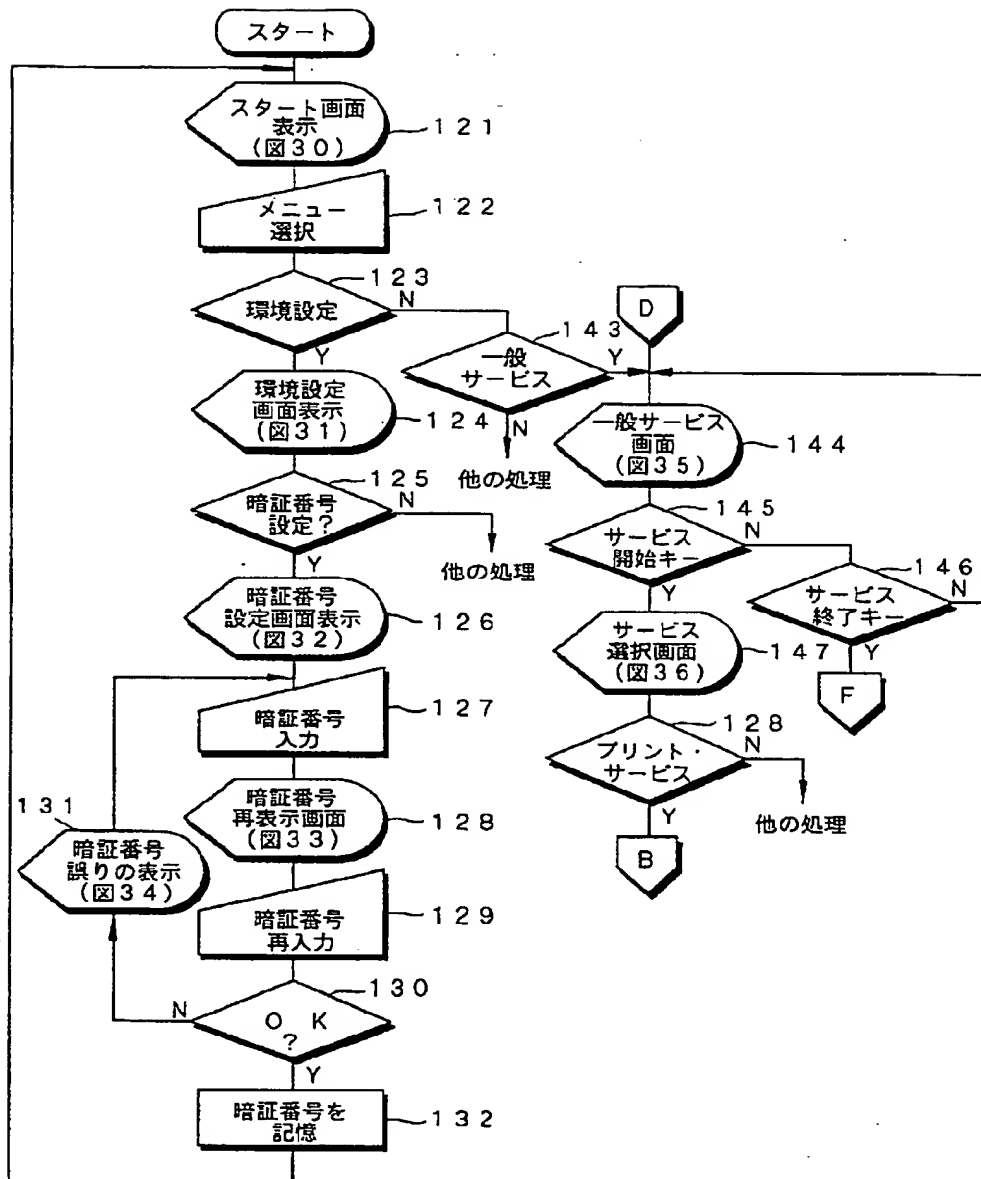 スタート
スタート画面
表示
(図30)
121
メニュー
選択
122
環境設定
123
N
Y
環境設定
画面表示
(図31)
124
暗証番号
設定?
125
N
Y
他の処理
暗証番号
設定画面表示
(図32)
126
暗証番号
入力
127
暗証番号
再表示画面
(図33)
128
暗証番号
再入力
129
O K
?
130
N
Y
131
暗証番号
誤りの表示
(図34)
暗証番号を
記憶
132
一般
サービス
143
Y
N
他の処理
D
一般サービス
画面
(図35)
144
サービス
開始キー
145
N
Y
サービス
終了キー
146
N
Y
F
サービス
選択画面
(図36)
147
プリント・
サービス
128
N
Y
他の処理
B